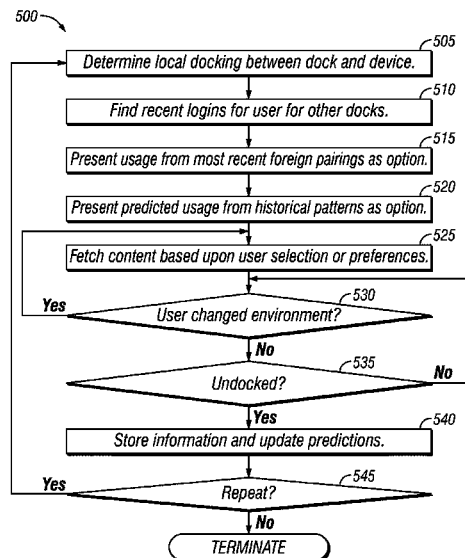 500
505
Determine local docking between dock and device.
510
Find recent logins for user for other docks.
515
Present usage from most recent foreign pairings as option.
520
Present predicted usage from historical patterns as option.
525
Fetch content based upon user selection or preferences.
530
Yes
User changed environment?
No
535
Undocked?
No
Yes
540
Store information and update predictions.
545
Yes
Repeat?
No
TERMINATE